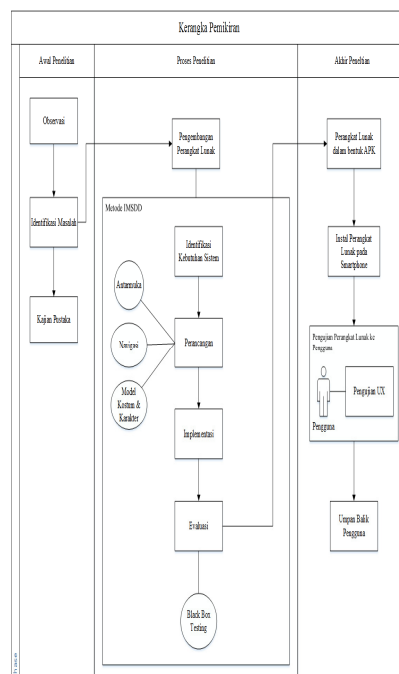 Kerangka Pemikiran
Awal Penelitian
Proses Penelitian
Akhir Penelitian
Observasi
Identifikasi Masalah
Kajian Pustaka
Pengembangan
Perangkat Lunak
Metode IMSDD
Identifikasi
Kebutuhan Sistem
Antarmuka
Navigasi
Model
Kostum &
Karakter
Perancangan
Implementasi
Evaluasi
Black Box
Testing
Perangkat Lunak
dalam bentuk APK
Instal Perangkat
Lunak pada
Smartphone
Pengujian Perangkat Lunak ke
Pengguna
Pengujian UX
Pengguna
Umpan Balik
Pengguna